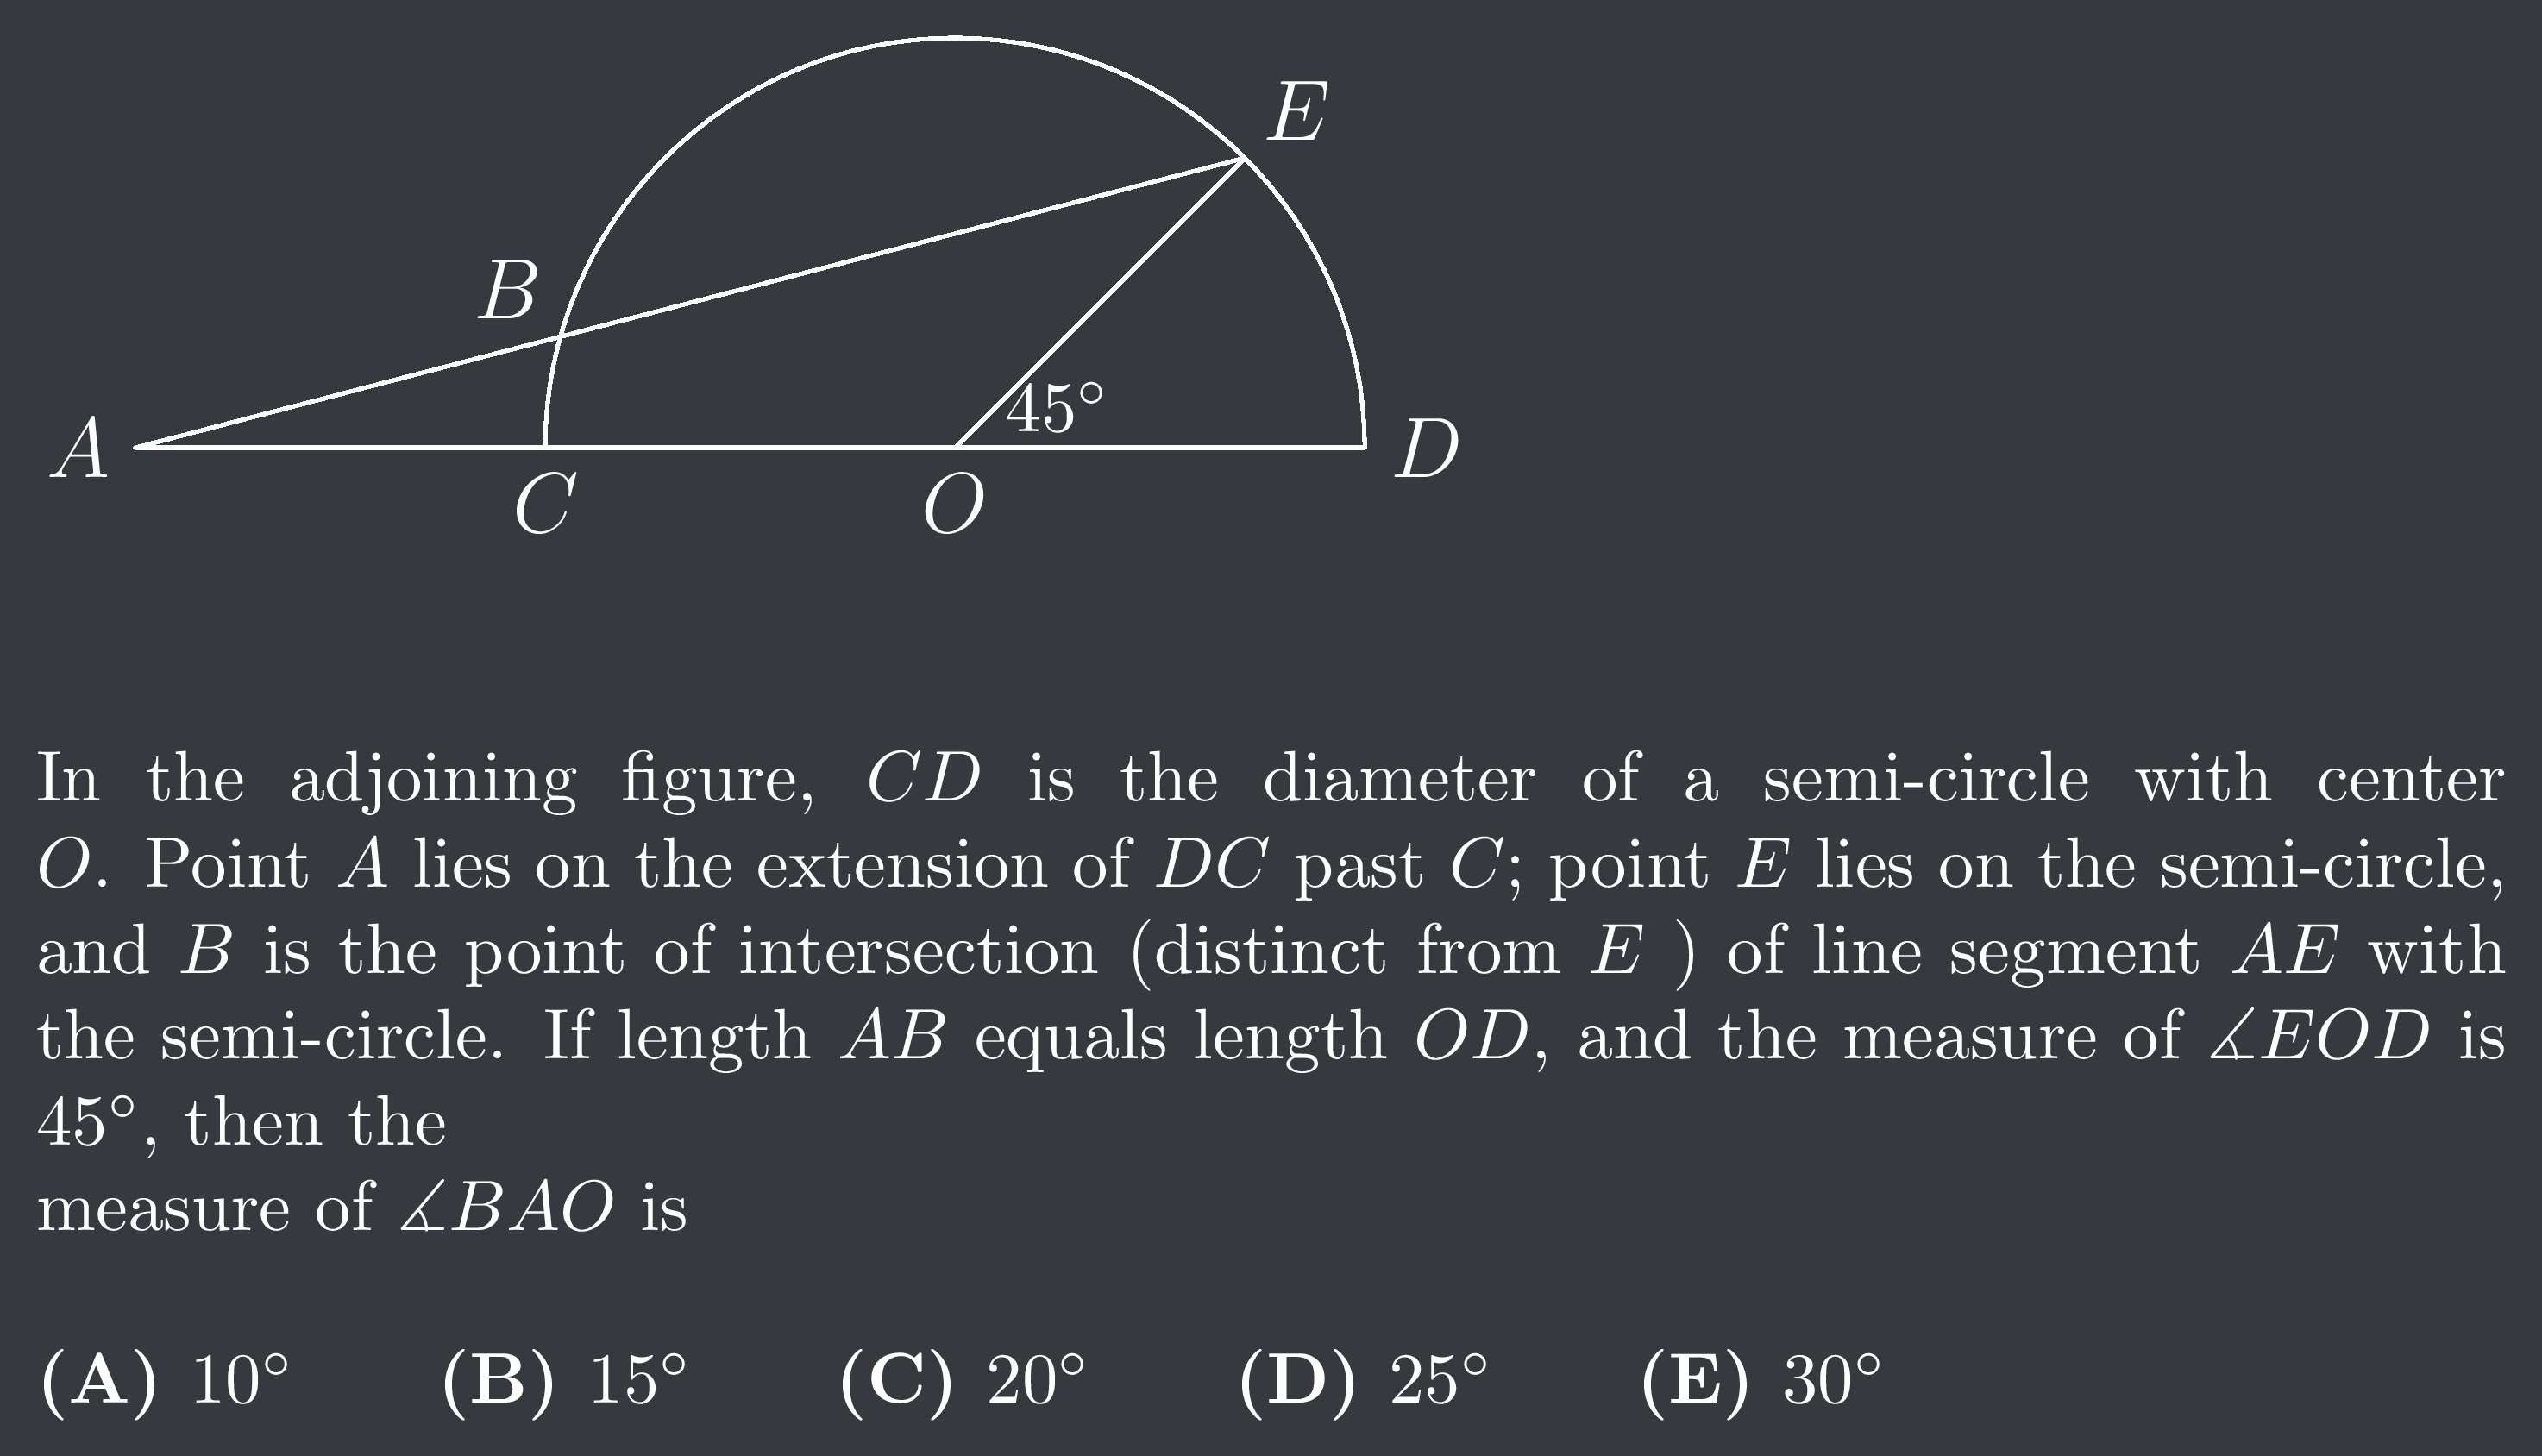 E
B
45°
A
D
C
O
In the adjoining figure, CD is the diameter of a semi-circle with center
O. Point A lies on the extension of DC past C; point E lies on the semi-circle,
and B is the point of intersection (distinct from E ) of line segment AE with
the semi-circle. If length AB equals length OD, and the measure of ∡EOD is
45°, then the
measure of ∡BAO is
(A) 10° (B) 15° (C) 20° (D) 25° (E) 30°